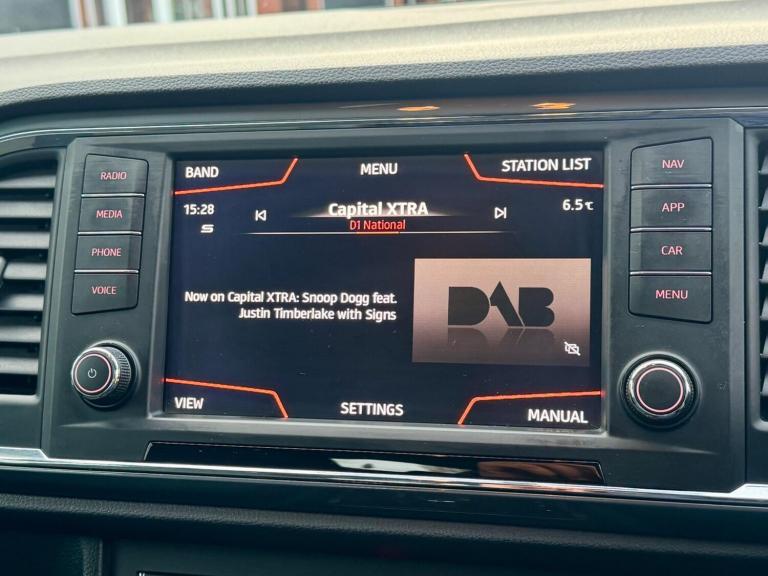 RADIO
MEDIA
PHONE
VOICE
BAND
MENU
STATION LIST
15:28
Capital XTRA
6.5℃
D1 National
Now on Capital XTRA: Snoop Dogg feat.
Justin Timberlake with Signs
DAB
VIEW
SETTINGS
MANUAL
NAV
APP
CAR
MENU